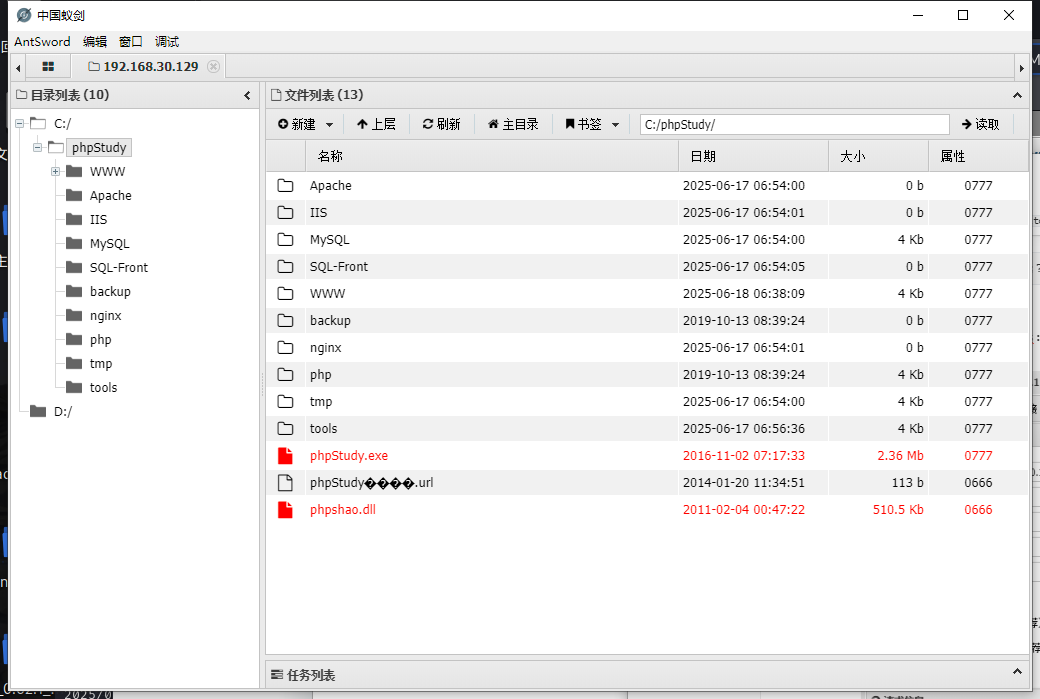 中国蚁剑
AntSword 编辑 窗口 调试
192.168.30.129
目录列表 (10)
C:/
phpStudy
WWW
Apache
IIS
MySQL
SQL-Front
backup
nginx
php
tmp
tools
D:/
文件列表 (13)
新建 上层 刷新 主目录 书签 C:/phpStudy/ 读取
名称 日期 大小 属性
Apache 2025-06-17 06:54:00 0 b 0777
IIS 2025-06-17 06:54:01 0 b 0777
MySQL 2025-06-17 06:54:00 4 Kb 0777
SQL-Front 2025-06-17 06:54:05 0 b 0777
WWW 2025-06-18 06:38:09 4 Kb 0777
backup 2019-10-13 08:39:24 0 b 0777
nginx 2025-06-17 06:54:01 0 b 0777
php 2019-10-13 08:39:24 4 Kb 0777
tmp 2025-06-17 06:54:00 4 Kb 0777
tools 2025-06-17 06:56:36 4 Kb 0777
phpStudy.exe 2016-11-02 07:17:33 2.36 Mb 0777
phpStudy����.url 2014-01-20 11:34:51 113 b 0666
phpshao.dll 2011-02-04 00:47:22 510.5 Kb 0666
任务列表